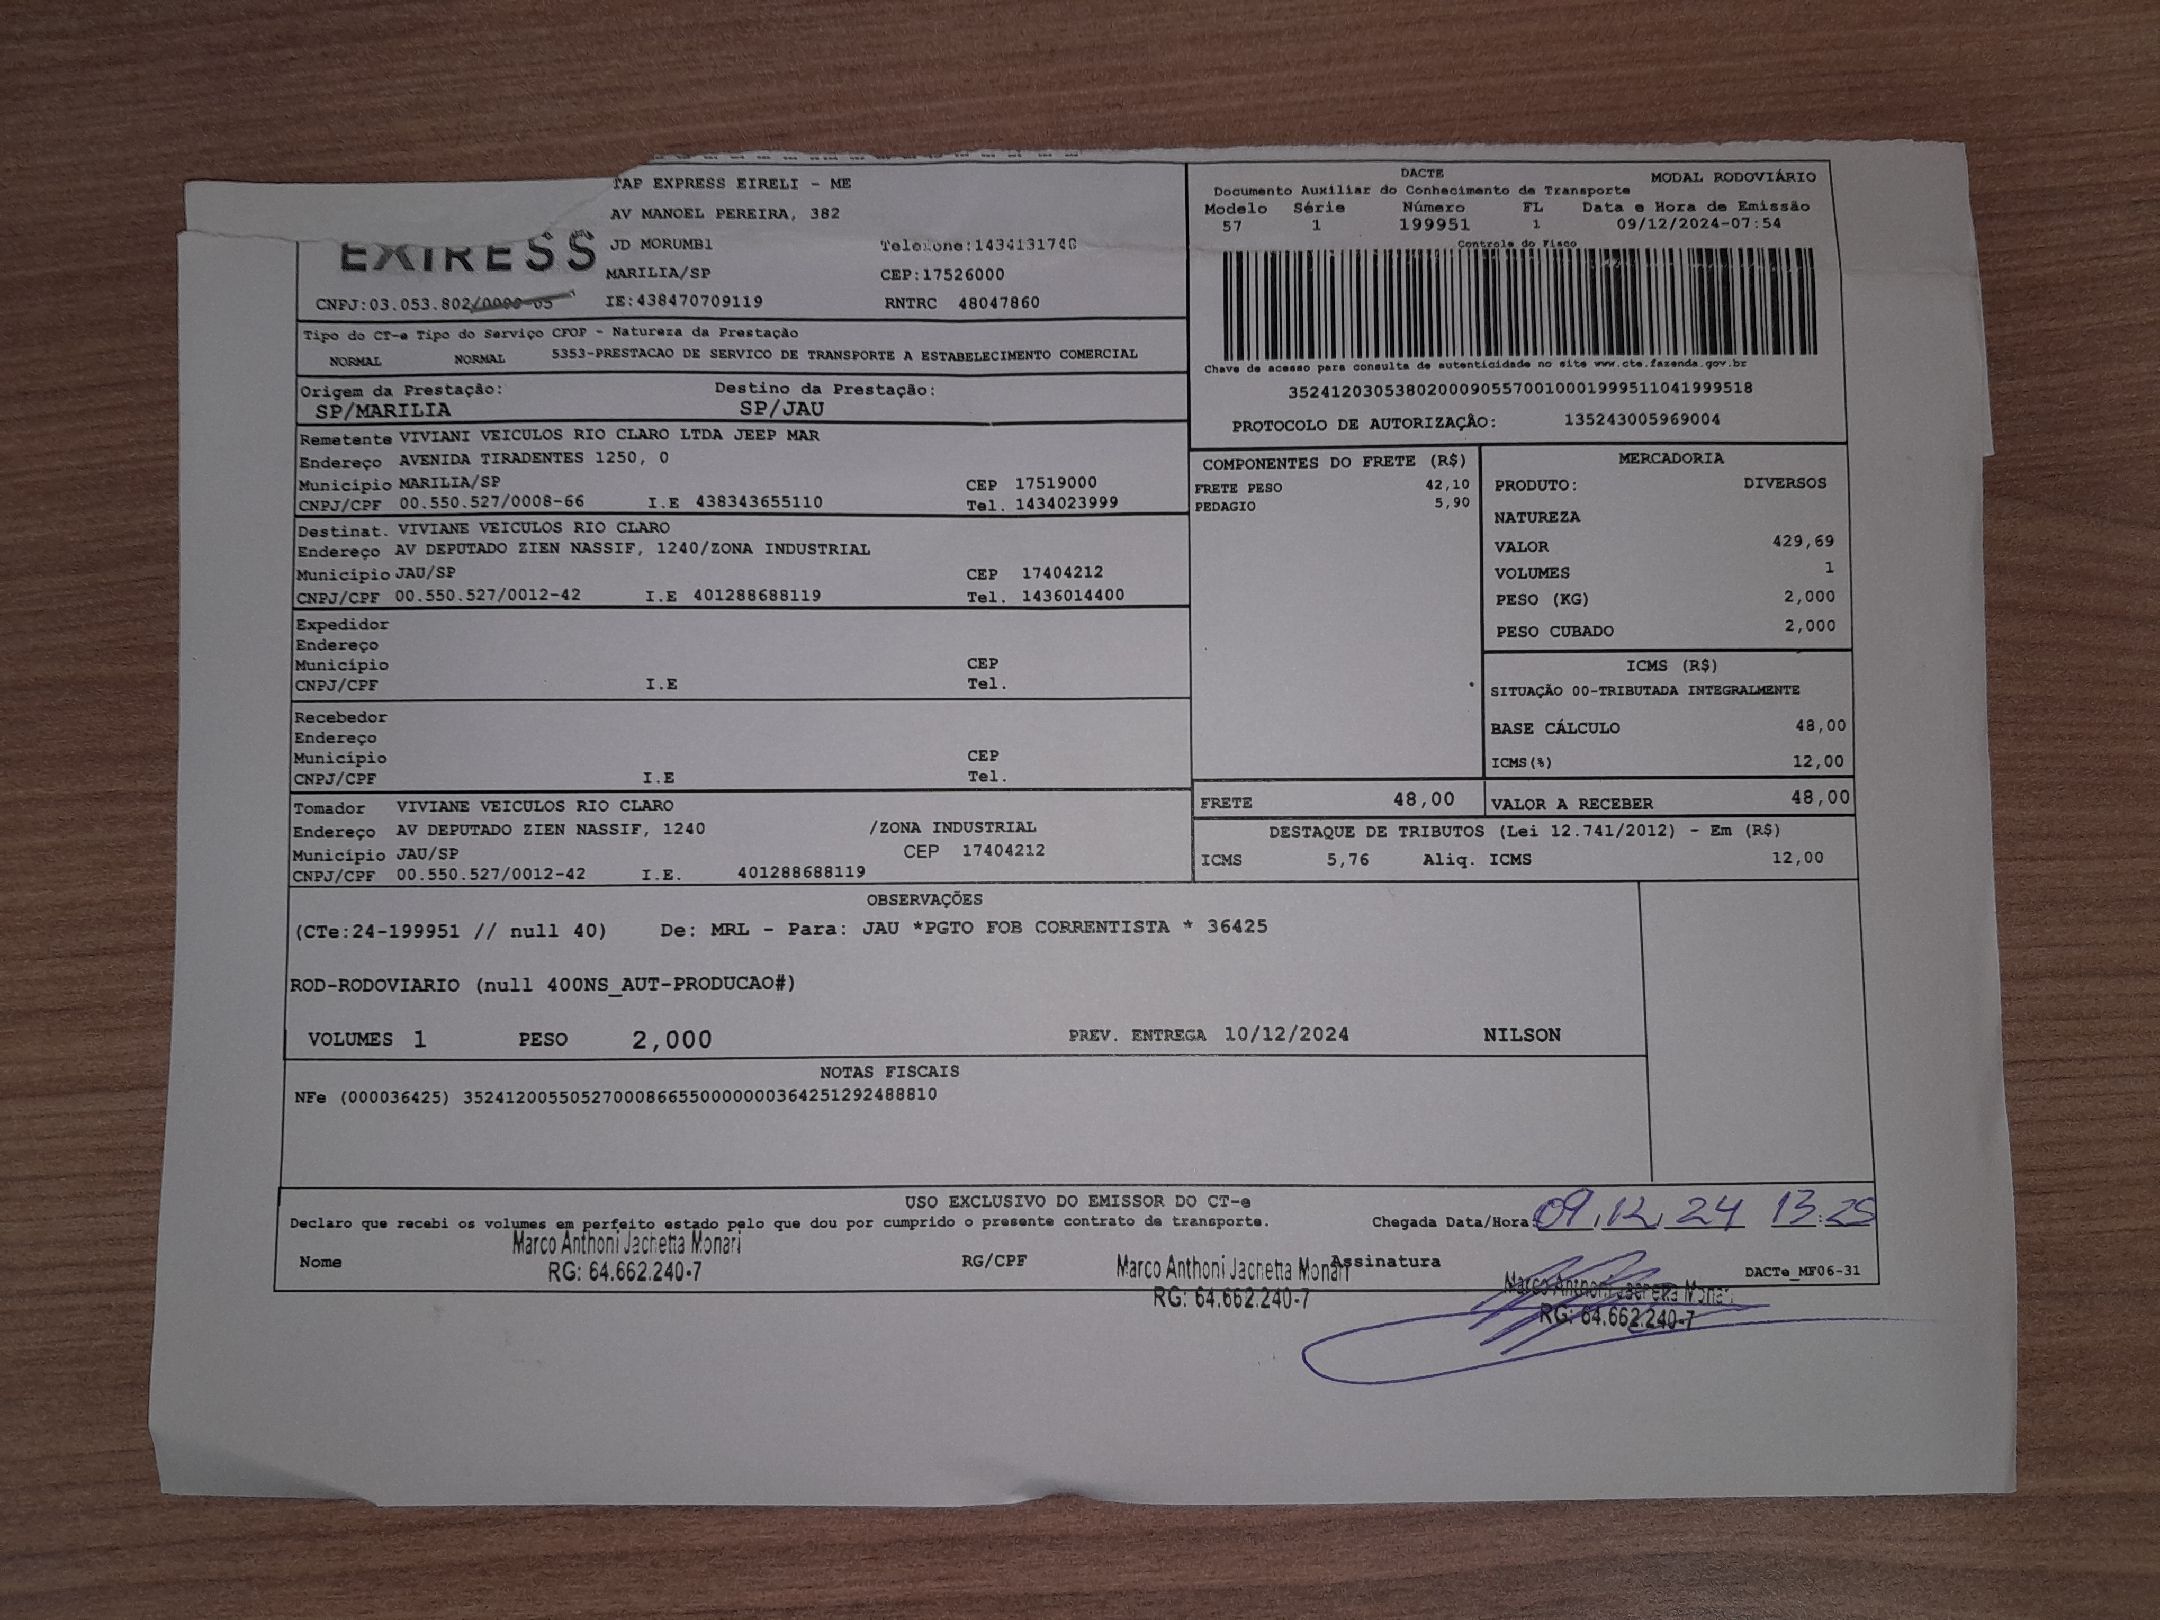 TAP EXPRESS EIRELI - ME
AV MANOEL PEREIRA, 382
JD MORUMBI
MARILIA/SP
CNPJ:03.053.802/0009-05 IE:438470709119
Telefone:1434131740
CEP:17526000
RNTRC 48047860
DACTE MODAL RODOVIÁRIO
Documento Auxiliar do Conhecimento de Transporte
Modelo Série Número FL Data e Hora de Emissão
57 1 199951 1 09/12/2024-07:54
Controle do Fisco
Chave de acesso para consulta de autenticidade no site www.cte.fazenda.gov.br
35241203053802000905570010001999511041999518
PROTOCOLO DE AUTORIZAÇÃO: 135243005969004
Tipo do CT-e Tipo do Serviço CFOP - Natureza da Prestação
NORMAL NORMAL 5353-PRESTACAO DE SERVICO DE TRANSPORTE A ESTABELECIMENTO COMERCIAL
Origem da Prestação: Destino da Prestação:
SP/MARILIA SP/JAU
Remetente VIVIANI VEICULOS RIO CLARO LTDA JEEP MAR
Endereço AVENIDA TIRADENTES 1250, 0
Município MARILIA/SP CEP 17519000
CNPJ/CPF 00.550.527/0008-66 I.E 438343655110 Tel. 1434023999
Destinat. VIVIANE VEICULOS RIO CLARO
Endereço AV DEPUTADO ZIEN NASSIF, 1240/ZONA INDUSTRIAL
Município JAU/SP CEP 17404212
CNPJ/CPF 00.550.527/0012-42 I.E 401288688119 Tel. 1436014400
Expedidor
Endereço
Município CEP
CNPJ/CPF I.E Tel.
Recebedor
Endereço
Município CEP
CNPJ/CPF I.E Tel.
Tomador VIVIANE VEICULOS RIO CLARO
Endereço AV DEPUTADO ZIEN NASSIF, 1240 /ZONA INDUSTRIAL
Município JAU/SP CEP 17404212
CNPJ/CPF 00.550.527/0012-42 I.E. 401288688119
COMPONENTES DO FRETE (R$)
FRETE PESO 42,10
PEDAGIO 5,90
MERCADORIA
PRODUTO: DIVERSOS
NATUREZA
VALOR 429,69
VOLUMES 1
PESO (KG) 2,000
PESO CUBADO 2,000
ICMS (R$)
SITUAÇÃO 00-TRIBUTADA INTEGRALMENTE
BASE CÁLCULO 48,00
ICMS(%) 12,00
FRETE 48,00 VALOR A RECEBER 48,00
DESTAQUE DE TRIBUTOS (Lei 12.741/2012) - Em (R$)
ICMS 5,76 Aliq. ICMS 12,00
OBSERVAÇÕES
(CTe:24-199951 // null 40) De: MRL - Para: JAU *PGTO FOB CORRENTISTA * 36425
ROD-RODOVIARIO (null 400NS_AUT-PRODUCAO#)
VOLUMES 1 PESO 2,000 PREV. ENTREGA 10/12/2024 NILSON
NOTAS FISCAIS
NFe (000036425) 35241200550527000866550000000364251292488810
USO EXCLUSIVO DO EMISSOR DO CT-e
Declaro que recebi os volumes em perfeito estado pelo que dou por cumprido o presente contrato de transporte. Chegada Data/Hora: 09.12.24 13:25
Nome Marco Anthoni Jachetta Monari
RG: 64.662.240-7
RG/CPF Marco Anthoni Jachetta Monari
RG: 64.662.240-7
Assinatura Marco Anthoni Jachetta Monari
RG: 64.662.240-7
DACTe_MF06-31